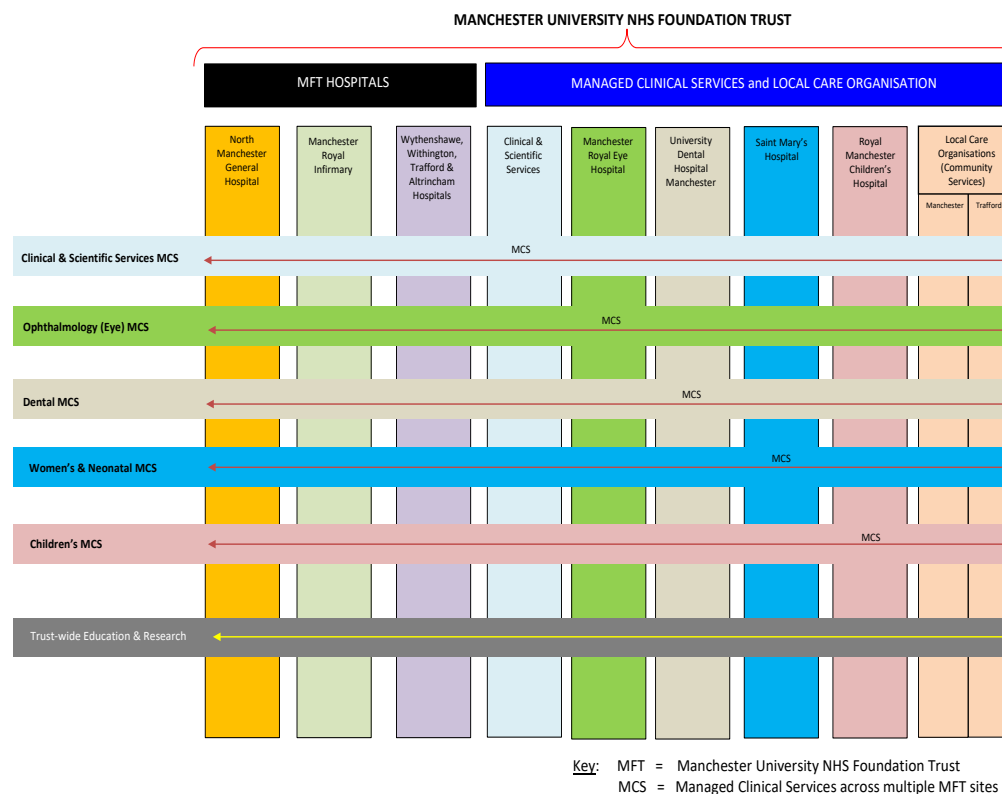 MANCHESTER UNIVERSITY NHS FOUNDATION TRUST
MFT HOSPITALS
MANAGED CLINICAL SERVICES and LOCAL CARE ORGANISATION
North
Manchester
General
Hospital
Manchester
Royal
Infirmary
Wythenshawe,
Withington,
Trafford &
Altrincham
Hospitals
Clinical &
Scientific
Services
Manchester
Royal Eye
Hospital
University
Dental
Hospital
Manchester
Saint Mary's
Hospital
Royal
Manchester
Children's
Hospital
Local Care
Organisations
(Community
Services)
Manchester
Trafford
Clinical & Scientific Services MCS
MCS
Ophthalmology (Eye) MCS
MCS
Dental MCS
MCS
Women's & Neonatal MCS
MCS
Children's MCS
MCS
Trust-wide Education & Research
Key: MFT = Manchester University NHS Foundation Trust
MCS = Managed Clinical Services across multiple MFT sites